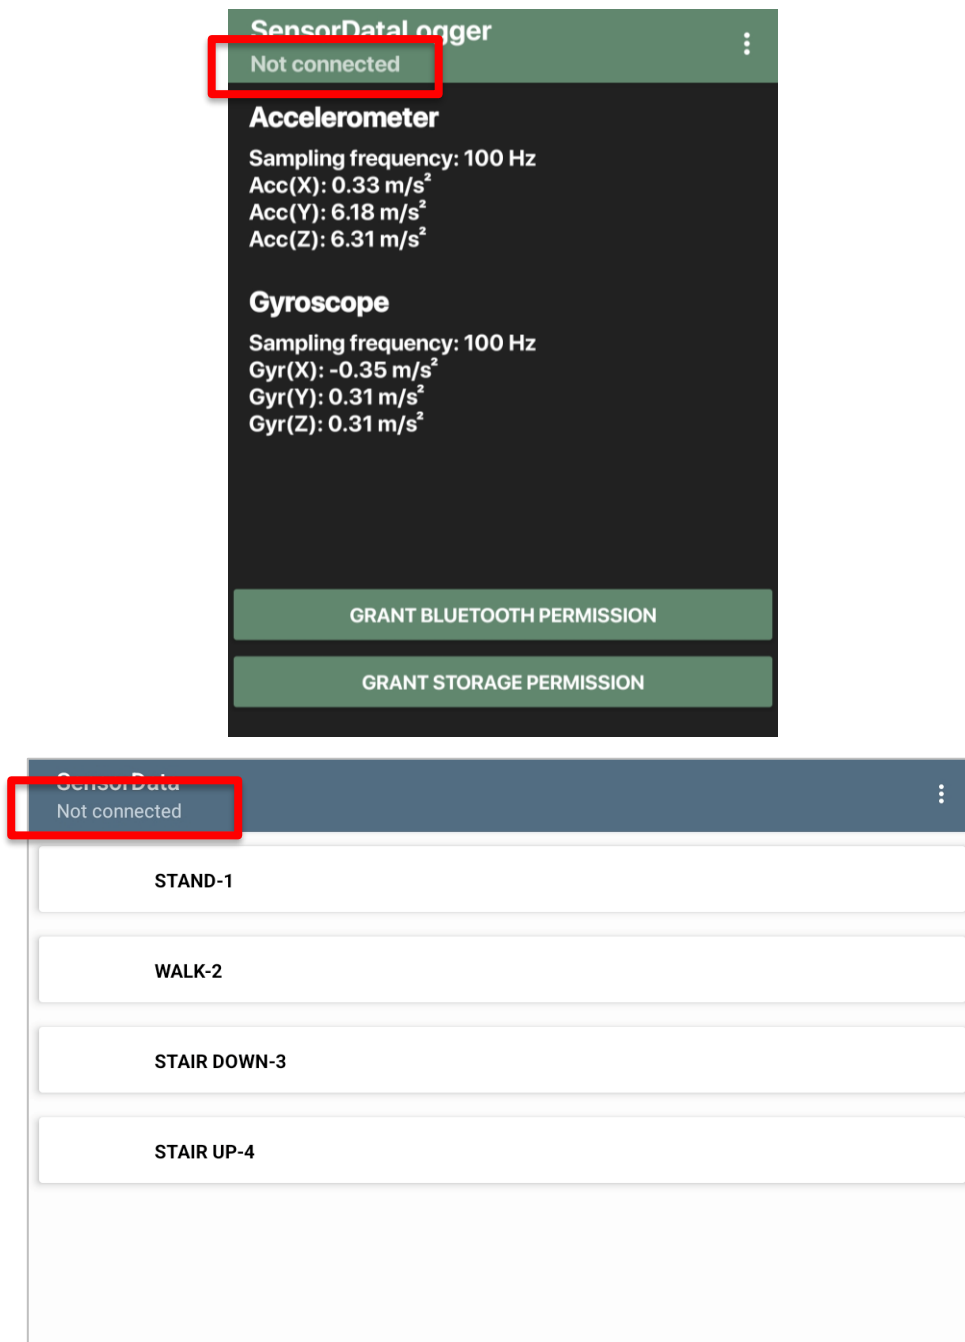 SensorDataLogger
Not connected
Accelerometer
Sampling frequency: 100 Hz
Acc(X): 0.33 m/s²
Acc(Y): 6.18 m/s²
Acc(Z): 6.31 m/s²
Gyroscope
Sampling frequency: 100 Hz
Gyr(X): -0.35 m/s²
Gyr(Y): 0.31 m/s²
Gyr(Z): 0.31 m/s²
GRANT BLUETOOTH PERMISSION
GRANT STORAGE PERMISSION
SensorData
Not connected
STAND-1
WALK-2
STAIR DOWN-3
STAIR UP-4